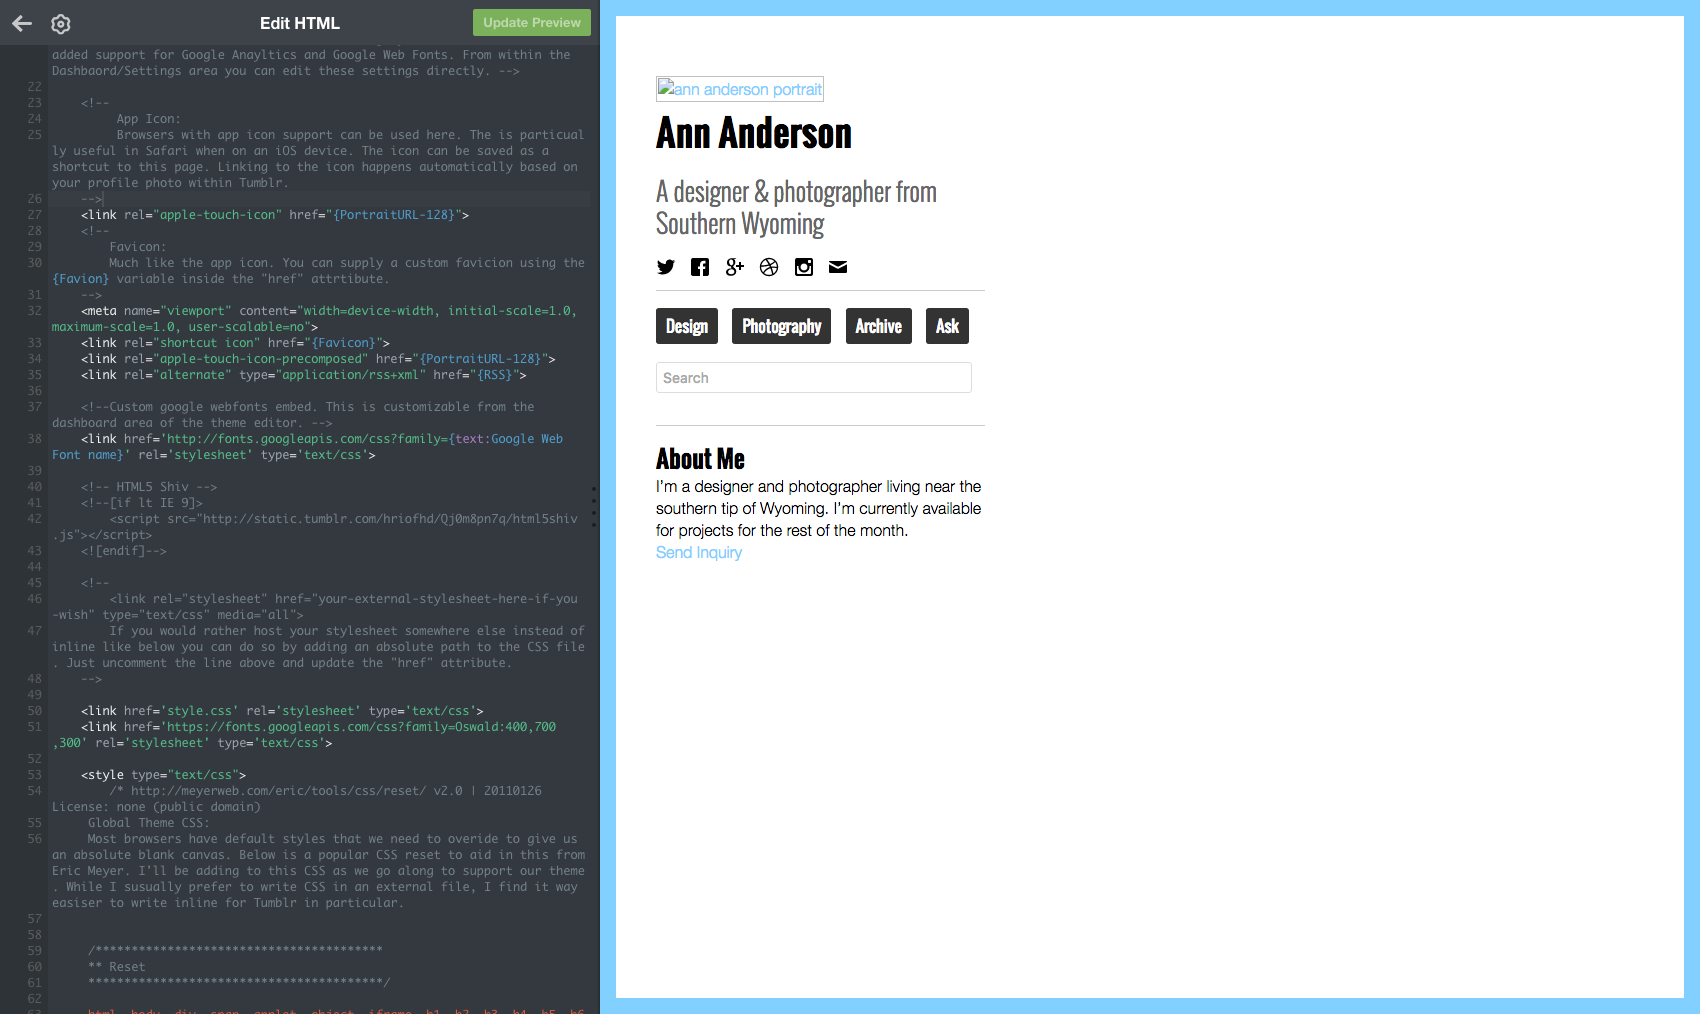 Edit HTML
Update Preview
added support for Google Anayltics and Google Web Fonts. From within the
Dashbaord/Settings area you can edit these settings directly. -->
22
23 <!--
24 App Icon:
25 Browsers with app icon support can be used here. The is particual
ly useful in Safari when on an iOS device. The icon can be saved as a
shortcut to this page. Linking to the icon happens automatically based on
your profile photo within Tumblr.
26 -->
27 <link rel="apple-touch-icon" href="{PortraitURL-128}">
28 <!--
29 Favicon:
30 Much like the app icon. You can supply a custom favicion using the
{Favion} variable inside the "href" attrtibute.
31 -->
32 <meta name="viewport" content="width=device-width, initial-scale=1.0,
maximum-scale=1.0, user-scalable=no">
33 <link rel="shortcut icon" href="{Favicon}">
34 <link rel="apple-touch-icon-precomposed" href="{PortraitURL-128}">
35 <link rel="alternate" type="application/rss+xml" href="{RSS}">
36
37 <!--Custom google webfonts embed. This is customizable from the
dashboard area of the theme editor. -->
38 <link href='http://fonts.googleapis.com/css?family={text:Google Web
Font name}' rel='stylesheet' type='text/css'>
39
40 <!-- HTML5 Shiv -->
41 <!--[if lt IE 9]>
42 <script src="http://static.tumblr.com/hriofhd/Qj0m8pn7q/html5shiv
.js"></script>
43 <![endif]-->
44
45 <!--
46 <link rel="stylesheet" href="your-external-stylesheet-here-if-you
-wish" type="text/css" media="all">
47 If you would rather host your stylesheet somewhere else instead of
inline like below you can do so by adding an absolute path to the CSS file
. Just uncomment the line above and update the "href" attribute.
48 -->
49
50 <link href='style.css' rel='stylesheet' type='text/css'>
51 <link href='https://fonts.googleapis.com/css?family=Oswald:400,700
,300' rel='stylesheet' type='text/css'>
52
53 <style type="text/css">
54 /* http://meyerweb.com/eric/tools/css/reset/ v2.0 | 20110126
License: none (public domain)
55 Global Theme CSS:
56 Most browsers have default styles that we need to overide to give us
an absolute blank canvas. Below is a popular CSS reset to aid in this from
Eric Meyer. I'll be adding to this CSS as we go along to support our theme
. While I susually prefer to write CSS in an external file, I find it way
easiser to write inline for Tumblr in particular.
57
58
59 /****************************************
60 ** Reset
61 *****************************************/
62
63 html, body, div, span, applet, object, iframe, h1, h2, h3, h4, h5, h6
ann anderson portrait
Ann Anderson
A designer & photographer from
Southern Wyoming
Design Photography Archive Ask
Search
About Me
I'm a designer and photographer living near the
southern tip of Wyoming. I'm currently available
for projects for the rest of the month.
Send Inquiry